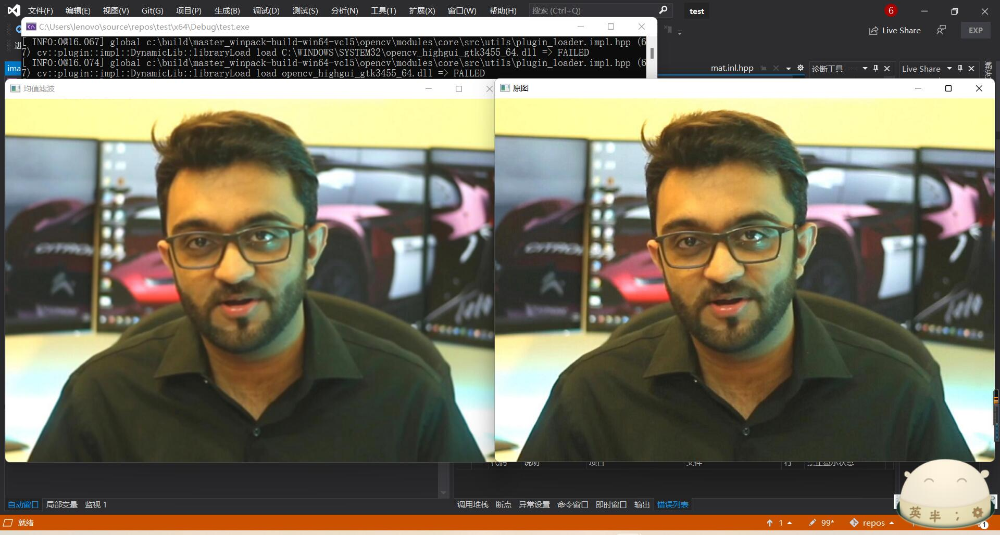 文件(F) 编辑(E) 视图(V) Git(G) 项目(P) 生成(B) 调试(D) 测试(S) 分析(N) 工具(T) 扩展(X) 窗口(W) 帮助(H) 搜索 (Ctrl+Q) test 6
C:\Users\lenovo\source\repos\test\x64\Debug\test.exe
Live Share EXP
[ INFO:0@16.067] global c:\build\master_winpack-build-win64-vc15\opencv\modules\core\src\utils\plugin_loader.impl.hpp (6
7) cv::plugin::impl::DynamicLib::libraryLoad load C:\WINDOWS\SYSTEM32\opencv_highgui_gtk3455_64.dll => FAILED
[ INFO:0@16.074] global c:\build\master_winpack-build-win64-vc15\opencv\modules\core\src\utils\plugin_loader.impl.hpp (6
7) cv::plugin::impl::DynamicLib::libraryLoad load opencv_highgui_gtk3455_64.dll => FAILED
进
ima
mat.inl.hpp 诊断工具 Live Share
均值滤波
原图
CITRO
CITRO
代码 说明 项目 文件 行 禁止显示状态
自动窗口 局部变量 监视 1
调用堆栈 断点 异常设置 命令窗口 即时窗口 输出 错误列表
英 半 ;
就绪
1 99* repos 1